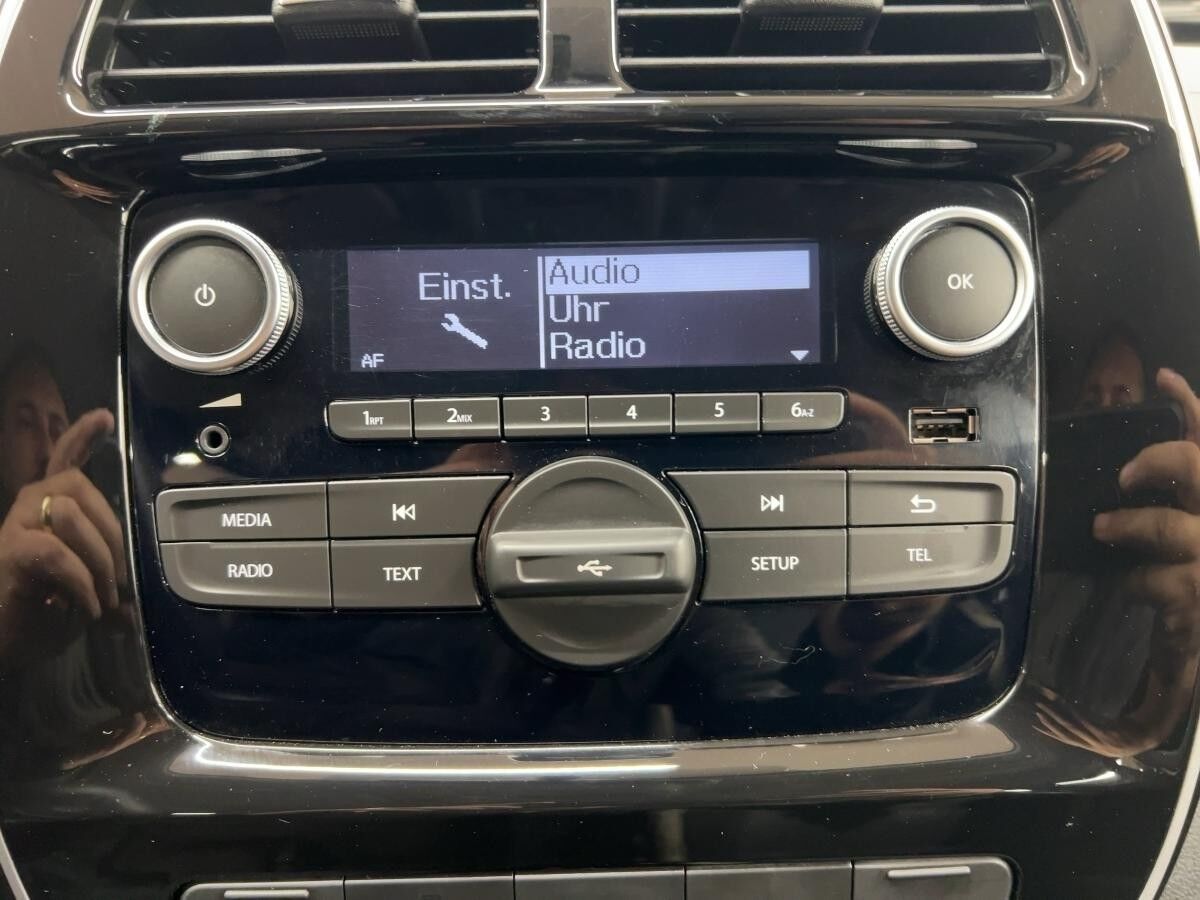 Einst.
AF
Audio
Uhr
Radio
OK
1RPT
2MIX
3
4
5
6A-Z
MEDIA
RADIO
TEXT
SETUP
TEL